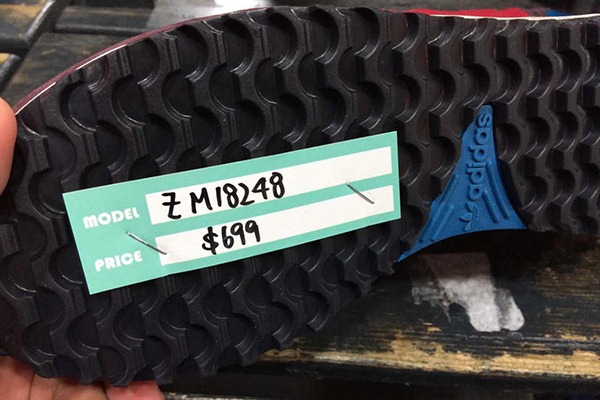 MODEL Z M18248
PRICE $699
adidas